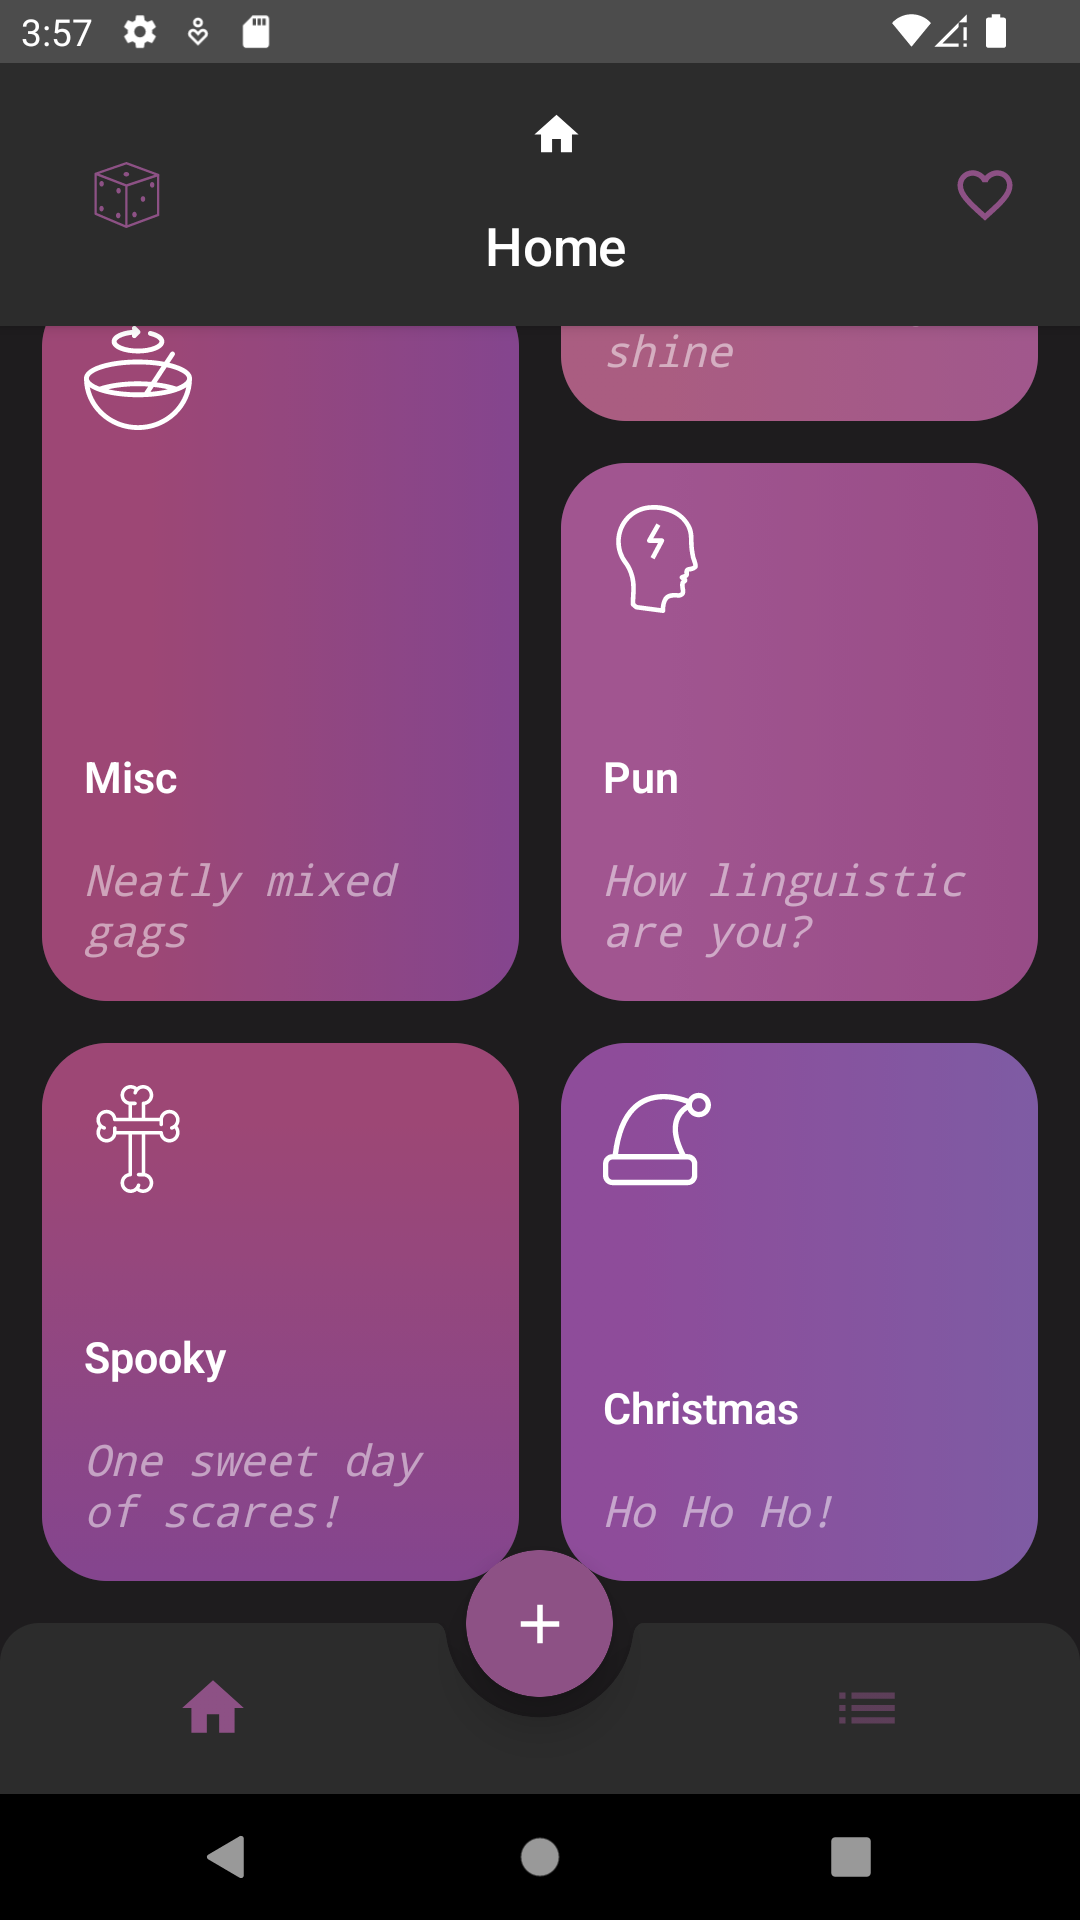 3:57
Home
shine
Misc
Neatly mixed
gags
Pun
How linguistic
are you?
Spooky
One sweet day
of scares!
Christmas
Ho Ho Ho!